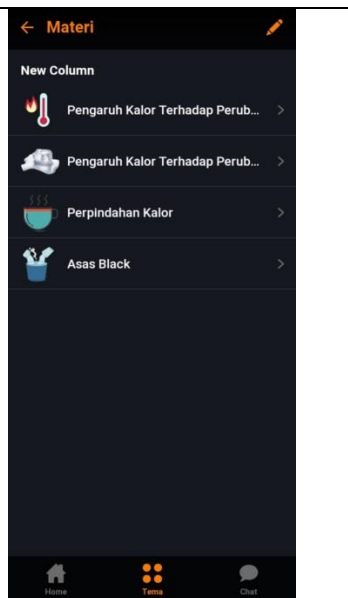 Materi
New Column
Pengaruh Kalor Terhadap Perub...
Pengaruh Kalor Terhadap Perub...
Perpindahan Kalor
Asas Black
Home
Tema
Chat